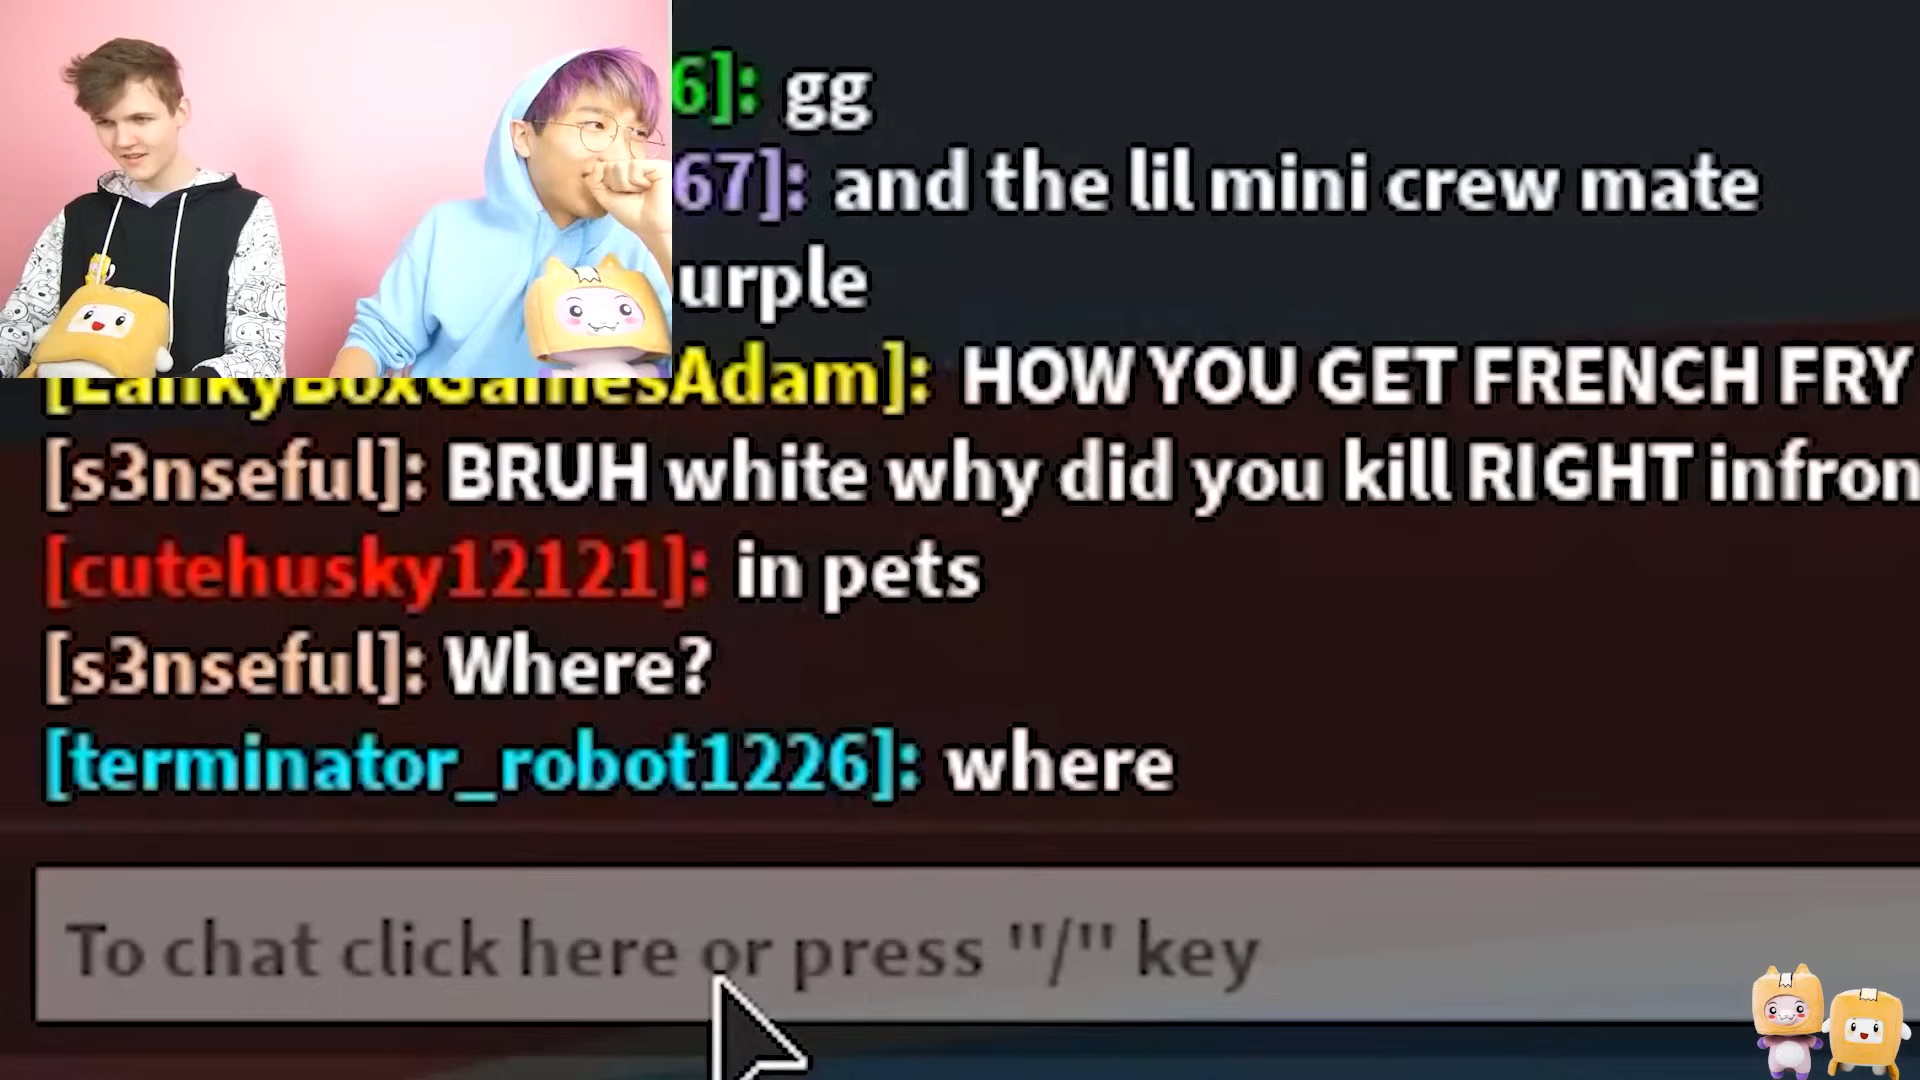 6]: gg
67]: and the lil mini crew mate
urple
[LankyBoxGamesAdam]: HOW YOU GET FRENCH FRY
[s3nseful]: BRUH white why did you kill RIGHT infron
[cutehusky12121]: in pets
[s3nseful]: Where?
[terminator_robot1226]: where
To chat click here or press "/" key